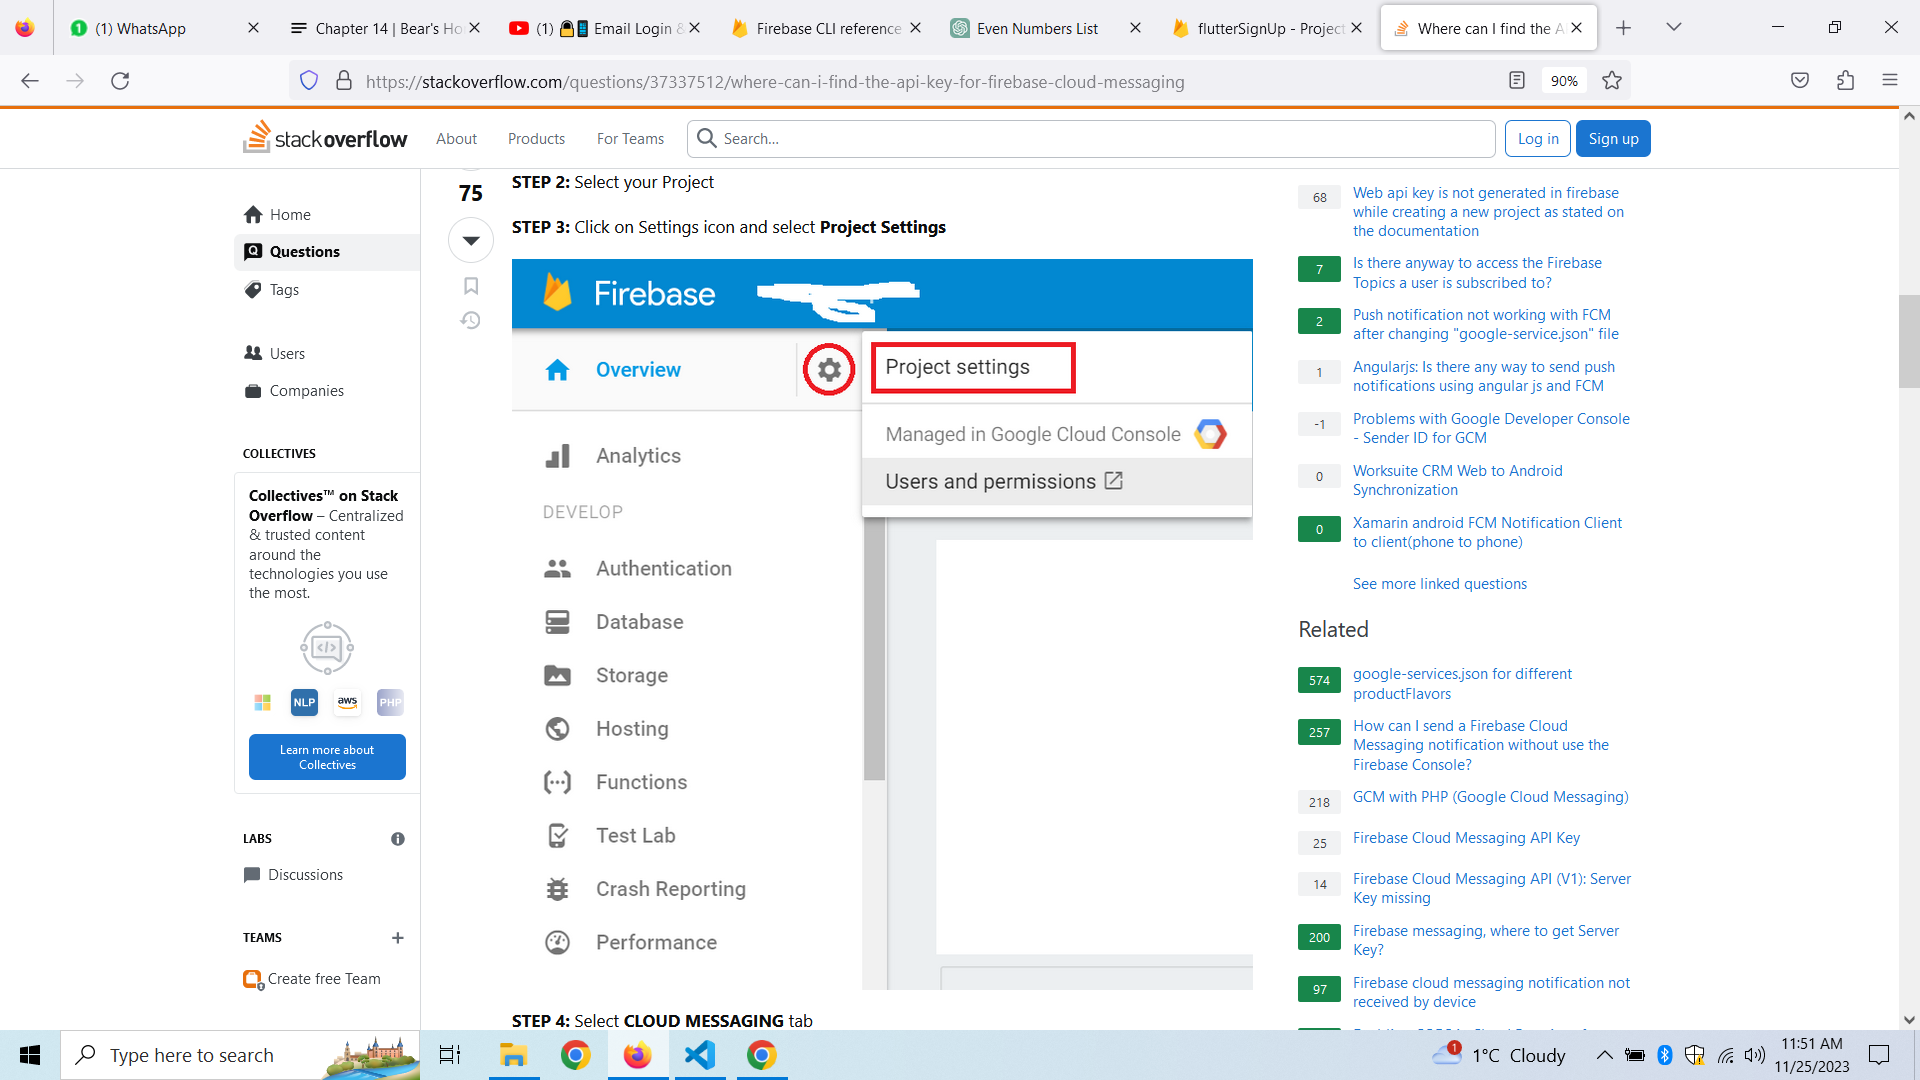 (1) WhatsApp
Chapter 14 | Bear's Ho
(1) 🔒📱 Email Login &
Firebase CLI reference
Even Numbers List
flutterSignUp - Project
Where can I find the A
https://stackoverflow.com/questions/37337512/where-can-i-find-the-api-key-for-firebase-cloud-messaging
90%
stackoverflow
About
Products
For Teams
Search...
Log in
Sign up
Home
Questions
Tags
Users
Companies
COLLECTIVES
Collectives™ on Stack
Overflow – Centralized
& trusted content
around the
technologies you use
the most.
NLP
aws
PHP
Learn more about
Collectives
LABS
Discussions
TEAMS
Create free Team
75
STEP 2: Select your Project
STEP 3: Click on Settings icon and select Project Settings
Firebase
Overview
Project settings
Managed in Google Cloud Console
Users and permissions
Analytics
DEVELOP
Authentication
Database
Storage
Hosting
Functions
Test Lab
Crash Reporting
Performance
STEP 4: Select CLOUD MESSAGING tab
68
Web api key is not generated in firebase
while creating a new project as stated on
the documentation
7
Is there anyway to access the Firebase
Topics a user is subscribed to?
2
Push notification not working with FCM
after changing "google-service.json" file
1
Angularjs: Is there any way to send push
notifications using angular js and FCM
-1
Problems with Google Developer Console
- Sender ID for GCM
0
Worksuite CRM Web to Android
Synchronization
0
Xamarin android FCM Notification Client
to client(phone to phone)
See more linked questions
Related
574
google-services.json for different
productFlavors
257
How can I send a Firebase Cloud
Messaging notification without use the
Firebase Console?
218
GCM with PHP (Google Cloud Messaging)
25
Firebase Cloud Messaging API Key
14
Firebase Cloud Messaging API (V1): Server
Key missing
200
Firebase messaging, where to get Server
Key?
97
Firebase cloud messaging notification not
received by device
Type here to search
1
1°C Cloudy
11:51 AM
11/25/2023